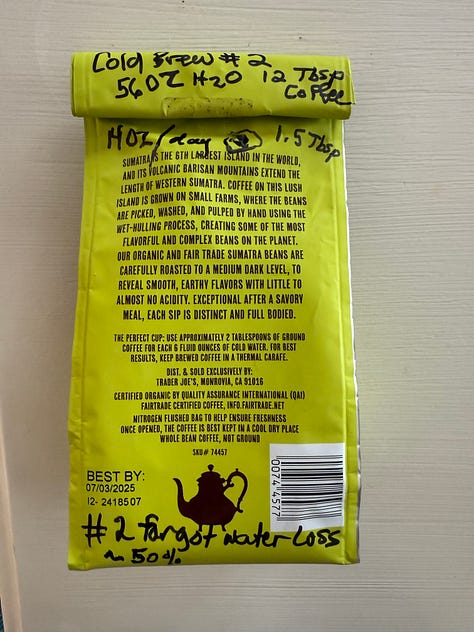 Cold Brew # 2
56 OZ H2O 12 Tbsp
Coffee
/day 1.5 Tbsp
SUMATRA IS THE 6TH LARGEST ISLAND IN THE WORLD,
AND ITS VOLCANIC BARISAN MOUNTAINS EXTEND THE
LENGTH OF WESTERN SUMATRA. COFFEE ON THIS LUSH
ISLAND IS GROWN ON SMALL FARMS, WHERE THE BEANS
ARE PICKED, WASHED, AND PULPED BY HAND USING THE
WET-HULLING PROCESS, CREATING SOME OF THE MOST
FLAVORFUL AND COMPLEX BEANS ON THE PLANET.
OUR ORGANIC AND FAIR TRADE SUMATRA BEANS ARE
CAREFULLY ROASTED TO A MEDIUM DARK LEVEL, TO
REVEAL SMOOTH, EARTHY FLAVORS WITH LITTLE TO
ALMOST NO ACIDITY. EXCEPTIONAL AFTER A SAVORY
MEAL, EACH SIP IS DISTINCT AND FULL BODIED.
THE PERFECT CUP: USE APPROXIMATELY 2 TABLESPOONS OF GROUND
COFFEE FOR EACH 6 FLUID OUNCES OF COLD WATER. FOR BEST
RESULTS, KEEP BREWED COFFEE IN A THERMAL CARAFE.
DIST. & SOLD EXCLUSIVELY BY:
TRADER JOE'S, MONROVIA, CA 91016
CERTIFIED ORGANIC BY QUALITY ASSURANCE INTERNATIONAL (QAI)
FAIRTRADE CERTIFIED COFFEE, INFO.FAIRTRADE.NET
NITROGEN FLUSHED BAG TO HELP ENSURE FRESHNESS
ONCE OPENED, THE COFFEE IS BEST KEPT IN A COOL DRY PLACE
WHOLE BEAN COFFEE, NOT GROUND
SKU# 74457
0074 4577
BEST BY:
07/03/2025
I2- 2418507
# 2 forgot water loss
~ 50%